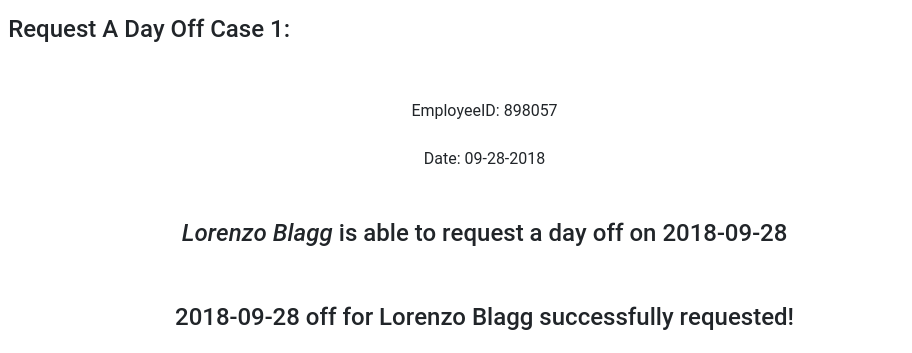 Request A Day Off Case 1:
EmployeeID: 898057
Date: 09-28-2018
Lorenzo Blagg is able to request a day off on 2018-09-28
2018-09-28 off for Lorenzo Blagg successfully requested!